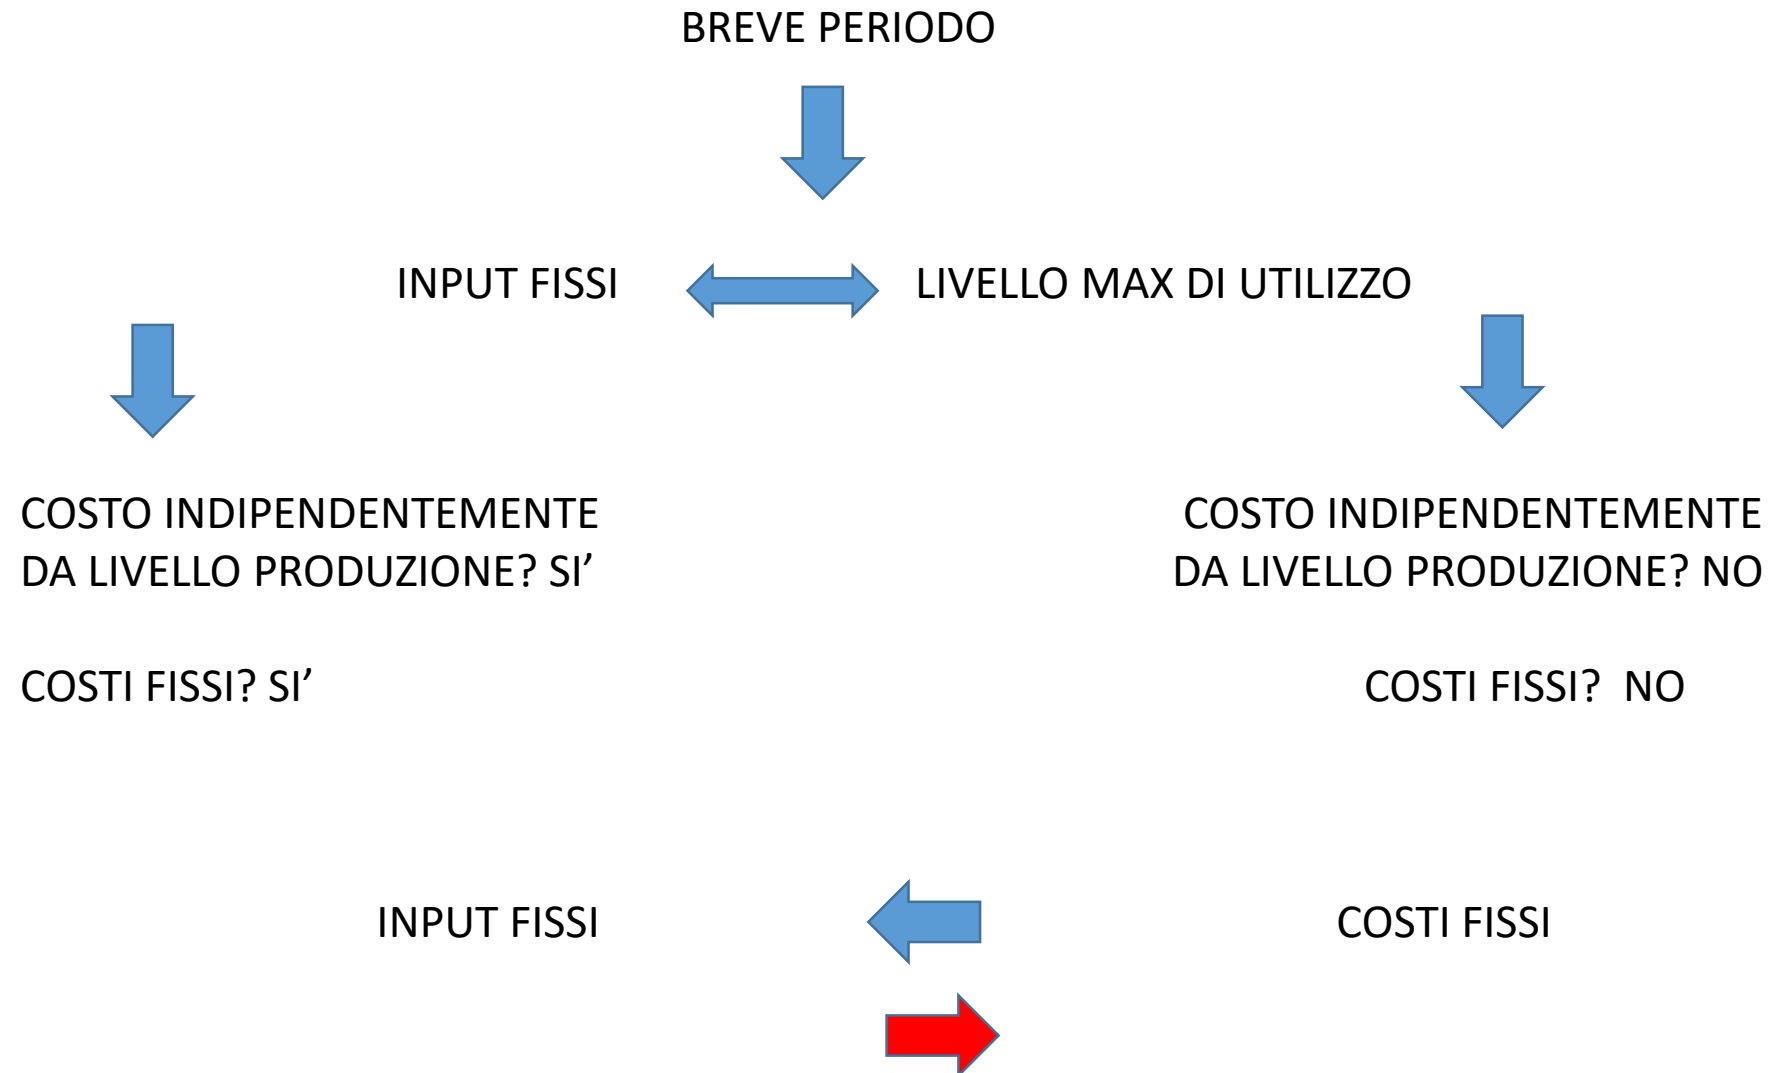 BREVE PERIODO
INPUT FISSI
LIVELLO MAX DI UTILIZZO
COSTO INDIPENDENTEMENTE
DA LIVELLO PRODUZIONE? SI’
COSTI FISSI? SI’
COSTO INDIPENDENTEMENTE
DA LIVELLO PRODUZIONE? NO
COSTI FISSI? NO
INPUT FISSI
COSTI FISSI